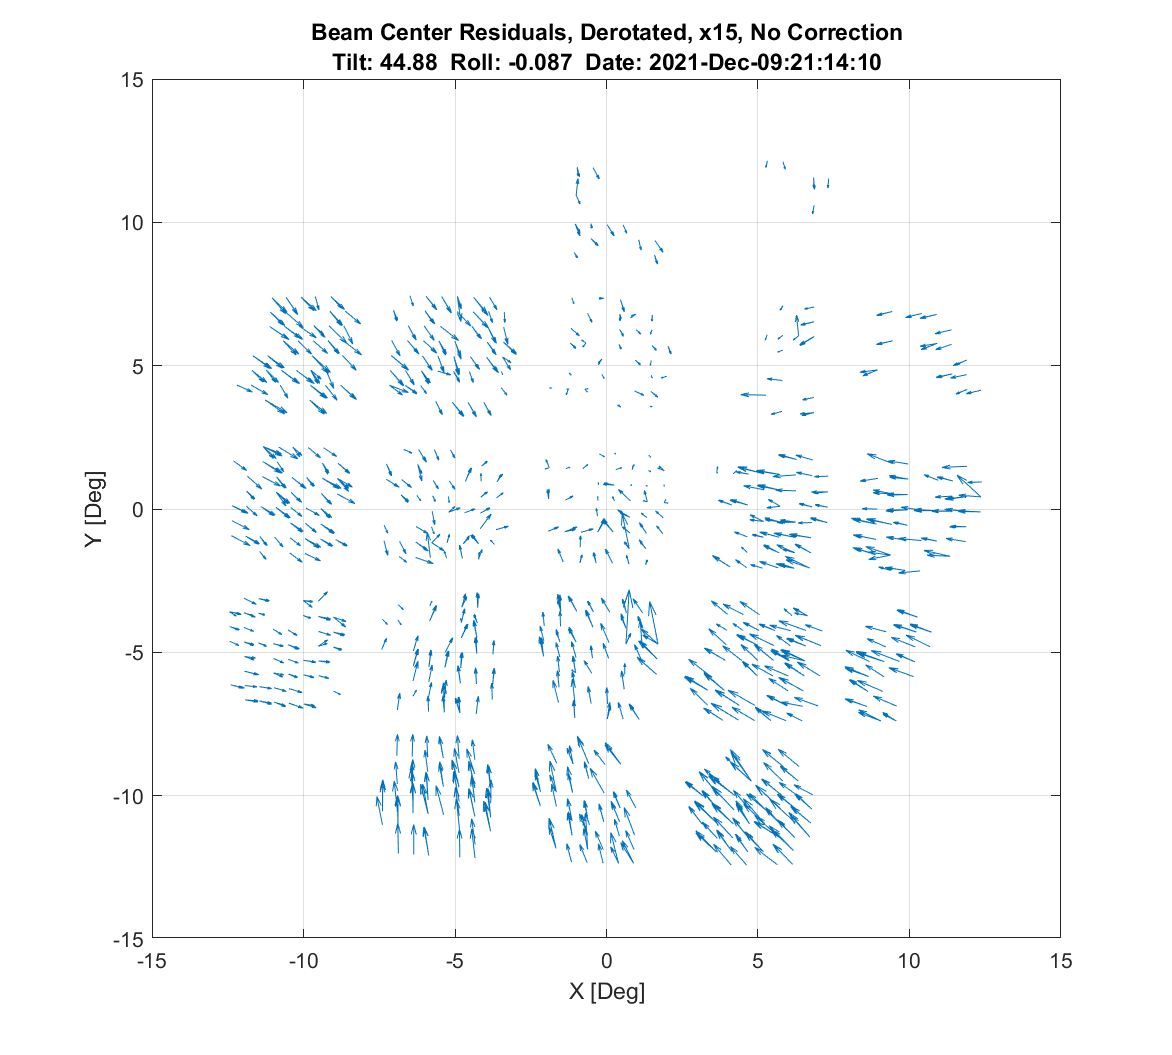 Beam Center Residuals, Derotated, x15, No Correction
Tilt: 44.88 Roll: -0.087 Date: 2021-Dec-09:21:14:10
15
10
5
0
-5
-10
-15
Y [Deg]
-15 -10 -5 0 5 10 15
X [Deg]